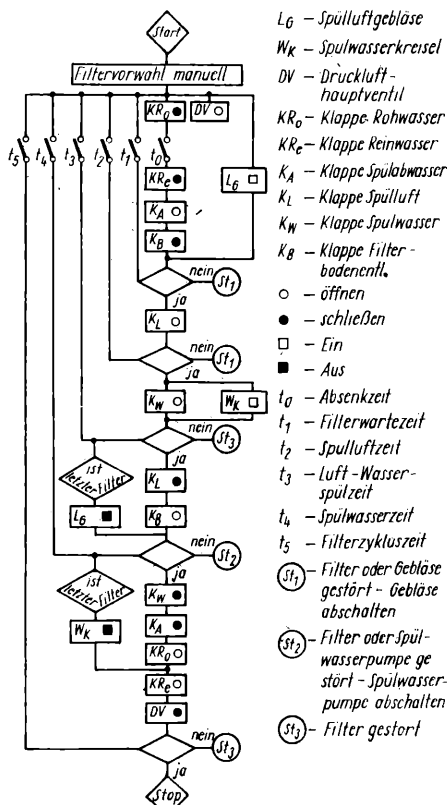 Start
Filtervorwahl manuell
KRo
DV
t5
t4
t3
t2
t1
t0
KRe
LG
KA
KB
nein
St1
ja
KL
nein
St1
ja
KW
WK
nein
St3
ja
ist letzter Filter
KL
LG
KB
nein
St2
ja
ist letzter Filter
KW
WK
KA
KRo
KRe
DV
nein
St3
ja
Stop
LG – Spülluftgebläse
WK – Spulwasserkreisel
DV – Druckluft-
hauptventil
KRo – Klappe Rohwasser
KRe – Klappe Reinwasser
KA – Klappe Spülabwasser
KL – Klappe Spülluft
KW – Klappe Spulwasser
KB – Klappe Filter-
bodenentl.
○ – öffnen
● – schließen
□ – Ein
■ – Aus
t0 – Absenkzeit
t1 – Filterwartezeit
t2 – Spulluftzeit
t3 – Luft-Wasser-
spülzeit
t4 – Spülwasserzeit
t5 – Filterzykluszeit
St1 – Filter oder Gebläse
gestört – Gebläse
abschalten
St2 – Filter oder Spül-
wasserpumpe ge
stört – Spülwasser-
pumpe abschalten
St3 – Filter gestort